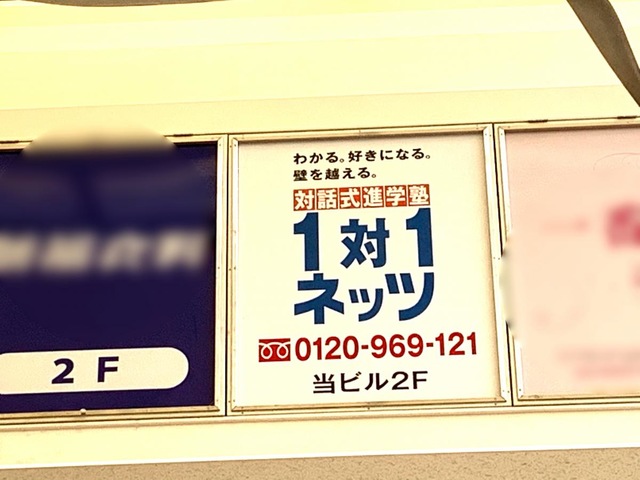 わかる。好きになる。
壁を越える。
対話式進学塾
1対1
ネッツ
0120-969-121
当ビル2F
2F